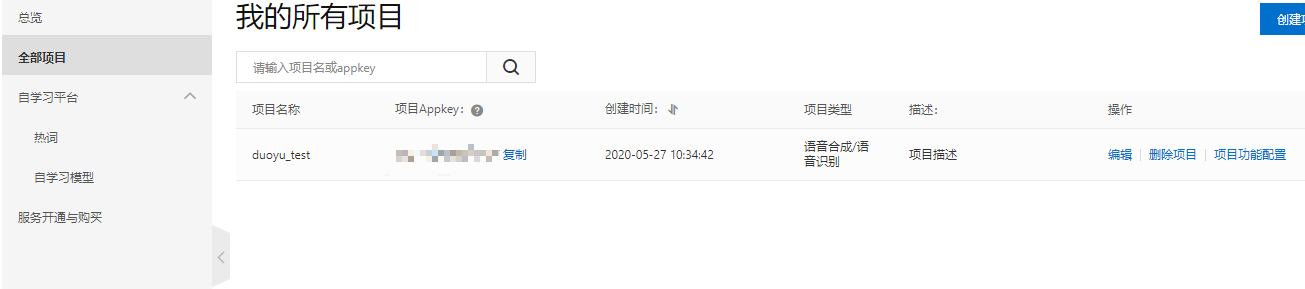 总览
全部项目
自学习平台
热词
自学习模型
服务开通与购买
我的所有项目
创建
请输入项目名或appkey
项目名称 项目Appkey： ? 创建时间： 项目类型 描述： 操作
duoyu_test 复制 2020-05-27 10:34:42 语音合成/语 项目描述 编辑 删除项目 项目功能配置
音识别